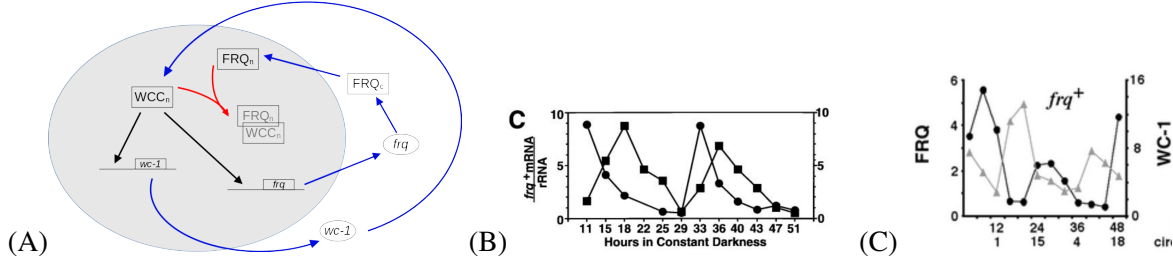 (A)
FRQn
WCCn
FRQc
FRQn
WCCn
frq
wc-1
frq
wc-1
(B)
C
frq+mRNA
rRNA
10
5
0
10
5
0
11 15 18 22 25 29 33 36 40 43 47 51
Hours in Constant Darkness
(C)
frq+
FRQ
6
4
2
0
WC-1
16
8
0
12 24 36 48
1 15 4 18 circ